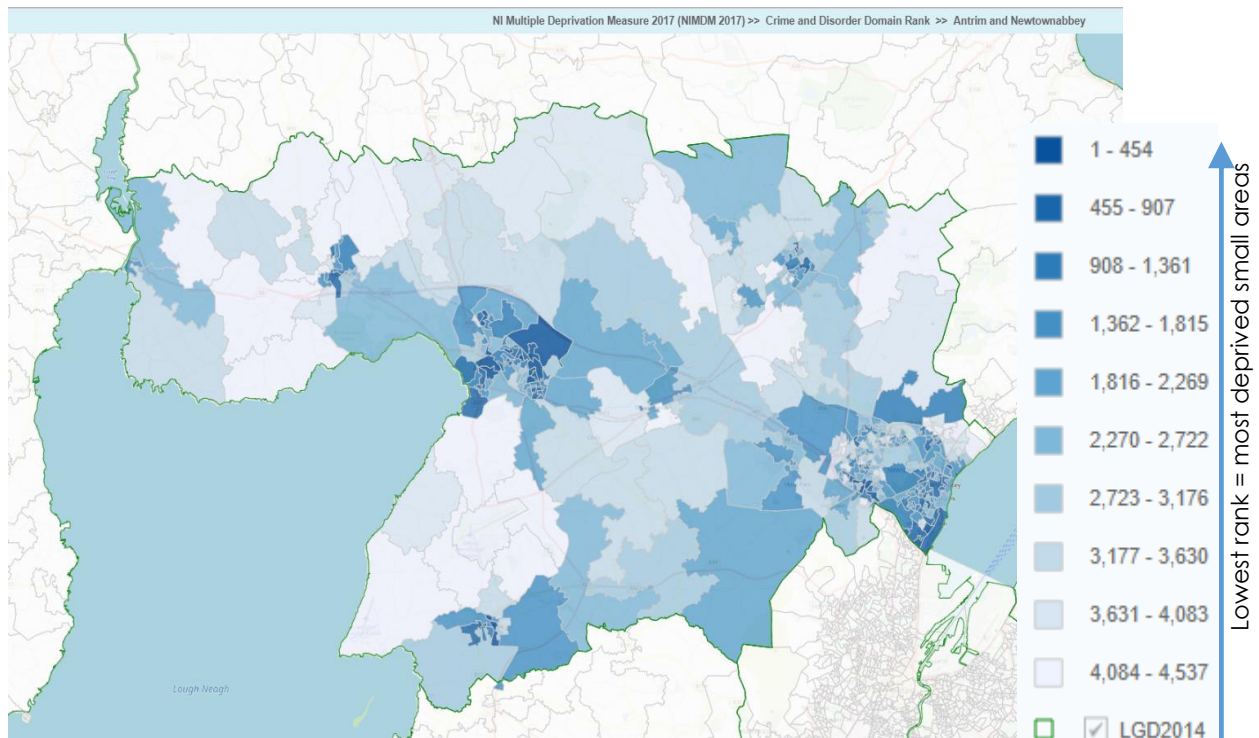 NI Multiple Deprivation Measure 2017 (NIMDM 2017) >> Crime and Disorder Domain Rank >> Antrim and Newtownabbey
1 - 454
455 - 907
908 - 1,361
1,362 - 1,815
1,816 - 2,269
2,270 - 2,722
2,723 - 3,176
3,177 - 3,630
3,631 - 4,083
4,084 - 4,537
LGD2014
Lowest rank = most deprived small areas
Lough Neagh